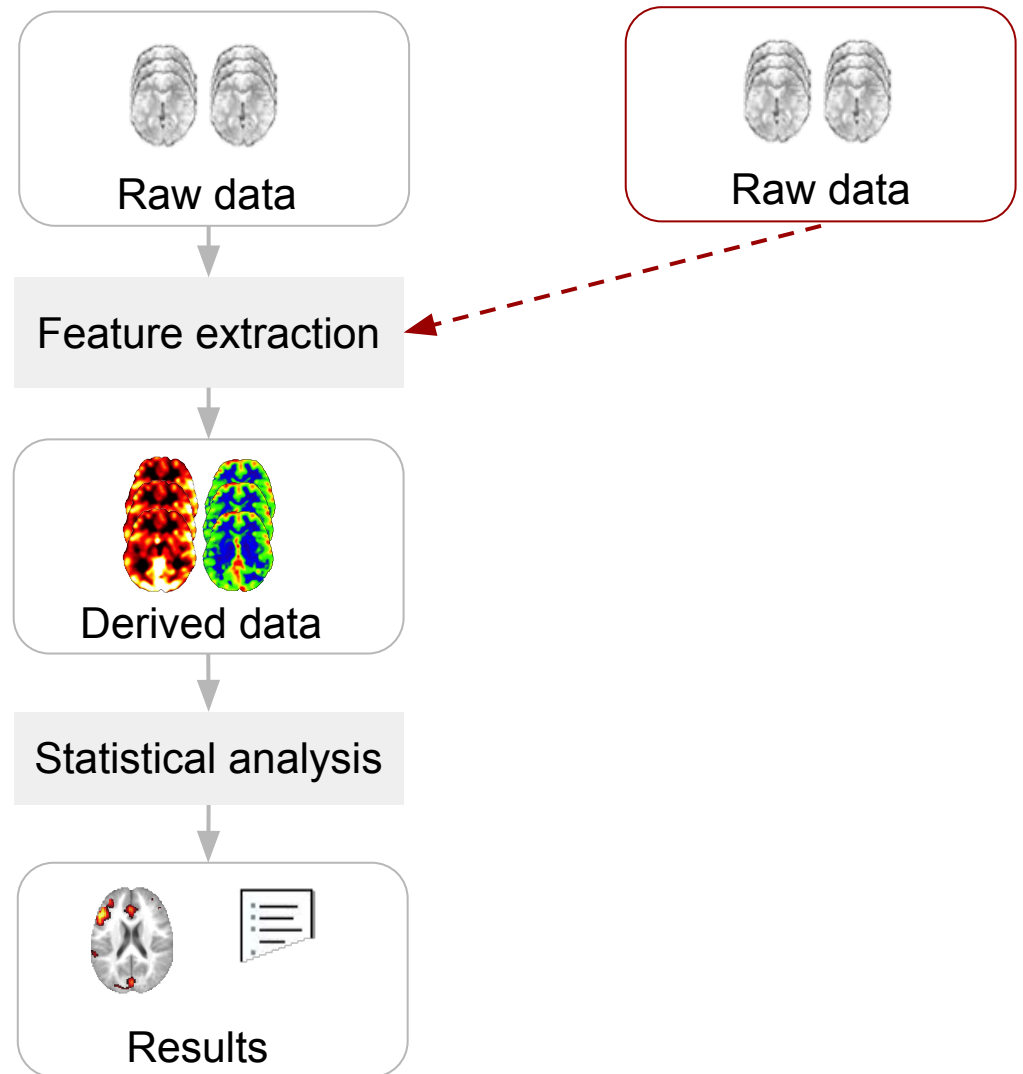 Raw data
Raw data
Feature extraction
Derived data
Statistical analysis
Results